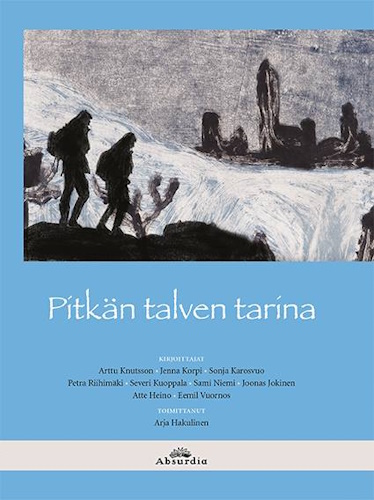 Pitkän talven tarina
KIRJOITTAJAT
Arttu Knutsson • Jenna Korpi • Sonja Karosvuo
Petra Riihimäki • Severi Kuoppala • Sami Niemi • Joonas Jokinen
Atte Heino • Eemil Vuornos
TOIMITTANUT
Arja Hakulinen
Absurdia